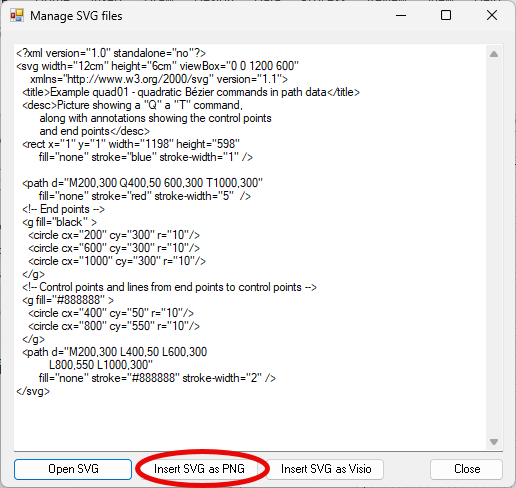 Manage SVG files
<?xml version="1.0" standalone="no"?>
<svg width="12cm" height="6cm" viewBox="0 0 1200 600"
     xmlns="http://www.w3.org/2000/svg" version="1.1">
  <title>Example quad01 - quadratic Bézier commands in path data</title>
  <desc>Picture showing a "Q" a "T" command,
        along with annotations showing the control points
        and end points</desc>
  <rect x="1" y="1" width="1198" height="598"
        fill="none" stroke="blue" stroke-width="1" />

  <path d="M200,300 Q400,50 600,300 T1000,300"
        fill="none" stroke="red" stroke-width="5"  />
  <!-- End points -->
  <g fill="black" >
    <circle cx="200" cy="300" r="10"/>
    <circle cx="600" cy="300" r="10"/>
    <circle cx="1000" cy="300" r="10"/>
  </g>
  <!-- Control points and lines from end points to control points -->
  <g fill="#888888" >
    <circle cx="400" cy="50" r="10"/>
    <circle cx="800" cy="550" r="10"/>
  </g>
  <path d="M200,300 L400,50 L600,300
           L800,550 L1000,300"
        fill="none" stroke="#888888" stroke-width="2" />
</svg>
Open SVG
Insert SVG as PNG
Insert SVG as Visio
Close